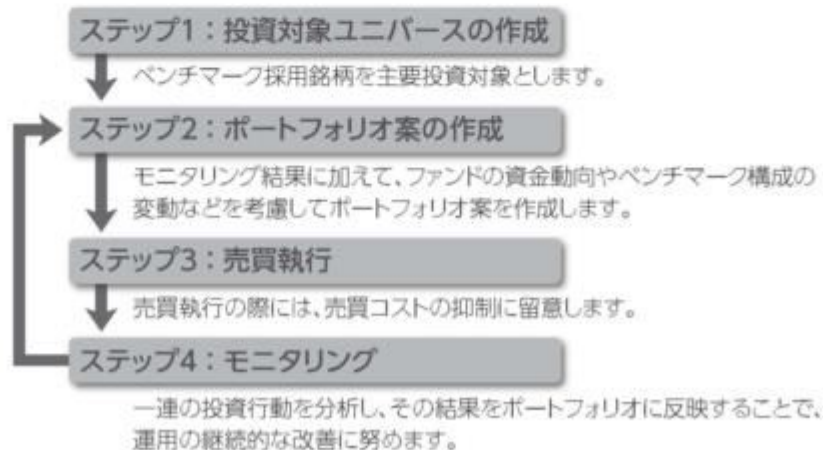 ステップ1：投資対象ユニバースの作成
ベンチマーク採用銘柄を主要投資対象とします。
ステップ2：ポートフォリオ案の作成
モニタリング結果に加えて、ファンドの資金動向やベンチマーク構成の
変動などを考慮してポートフォリオ案を作成します。
ステップ3：売買執行
売買執行の際には、売買コストの抑制に留意します。
ステップ4：モニタリング
一連の投資行動を分析し、その結果をポートフォリオに反映することで、
運用の継続的な改善に努めます。